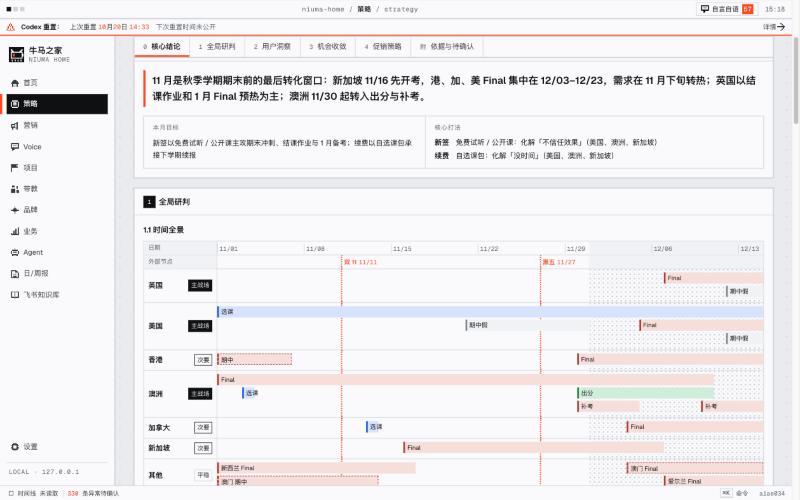 niuma-home / 策略 / strategy
自言自语 57
15:18
Codex 重置: 上次重置 10月20日 14:33 下次重置时间未公开
详情→
牛马之家
NIUMA HOME
首页
策略
营销
Voice
项目
带教
品牌
业务
Agent
日/周报
飞书知识库
设置
LOCAL · 127.0.0.1
0 核心结论
1 全局研判
2 用户洞察
3 机会收敛
4 促销策略
附 依据与待确认
11 月是秋季学期期末前的最后转化窗口：新加坡 11/16 先开考，港、加、美 Final 集中在 12/03–12/23，需求在 11 月下旬转热；英国以结
课作业和 1 月 Final 预热为主；澳洲 11/30 起转入出分与补考。
本月目标
新签以免费试听 / 公开课主攻期末冲刺、结课作业与 1 月备考；续费以自选课包承
接下学期续报
核心打法
新签 免费试听 / 公开课：化解「不信任效果」（美国、澳洲、新加坡）
续费 自选课包：化解「没时间」（美国、澳洲、新加坡）
1 全局研判
1.1 时间全景
日期 11/01 11/08 11/15 11/22 11/29 12/06 12/13
外部节点 双 11 11/11 黑五 11/27
英国 主战场 Final
期中假
美国 主战场 选课
期中假 Final
期中假
香港 次要 期中 Final
澳洲 主战场 Final
选课 出分
补考 补考
加拿大 次要 选课 Final
新加坡 次要 Final
其他 平稳 新西兰 Final 澳门 Final
澳门 期中 爱尔兰 Final
时间线 未读取 330 是异常待确认
⌘K 命令